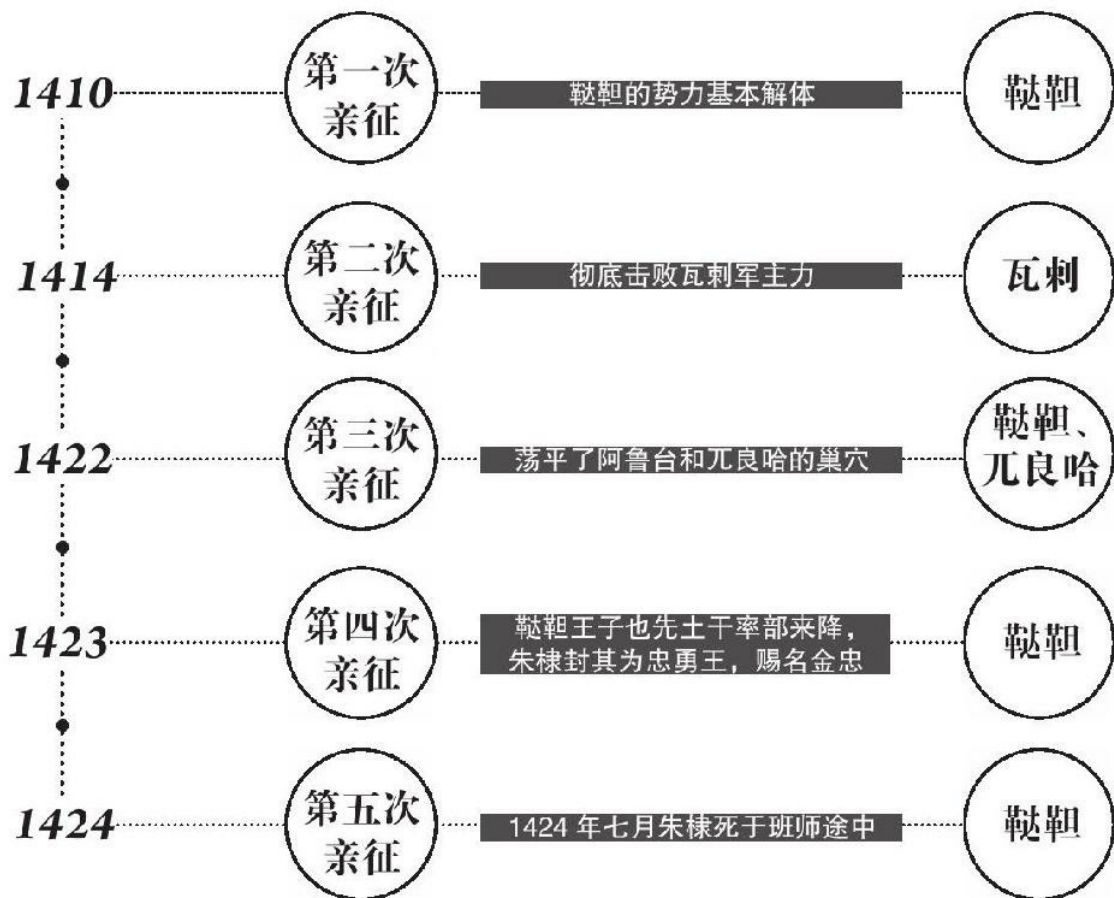 1410
第一次
亲征
鞑靼的势力基本解体
鞑靼
1414
第二次
亲征
彻底击败瓦剌军主力
瓦剌
1422
第三次
亲征
荡平了阿鲁台和兀良哈的巢穴
鞑靼、
兀良哈
1423
第四次
亲征
鞑靼王子也先土干率部来降，
朱棣封其为忠勇王，赐名金忠
鞑靼
1424
第五次
亲征
1424 年七月朱棣死于班师途中
鞑靼